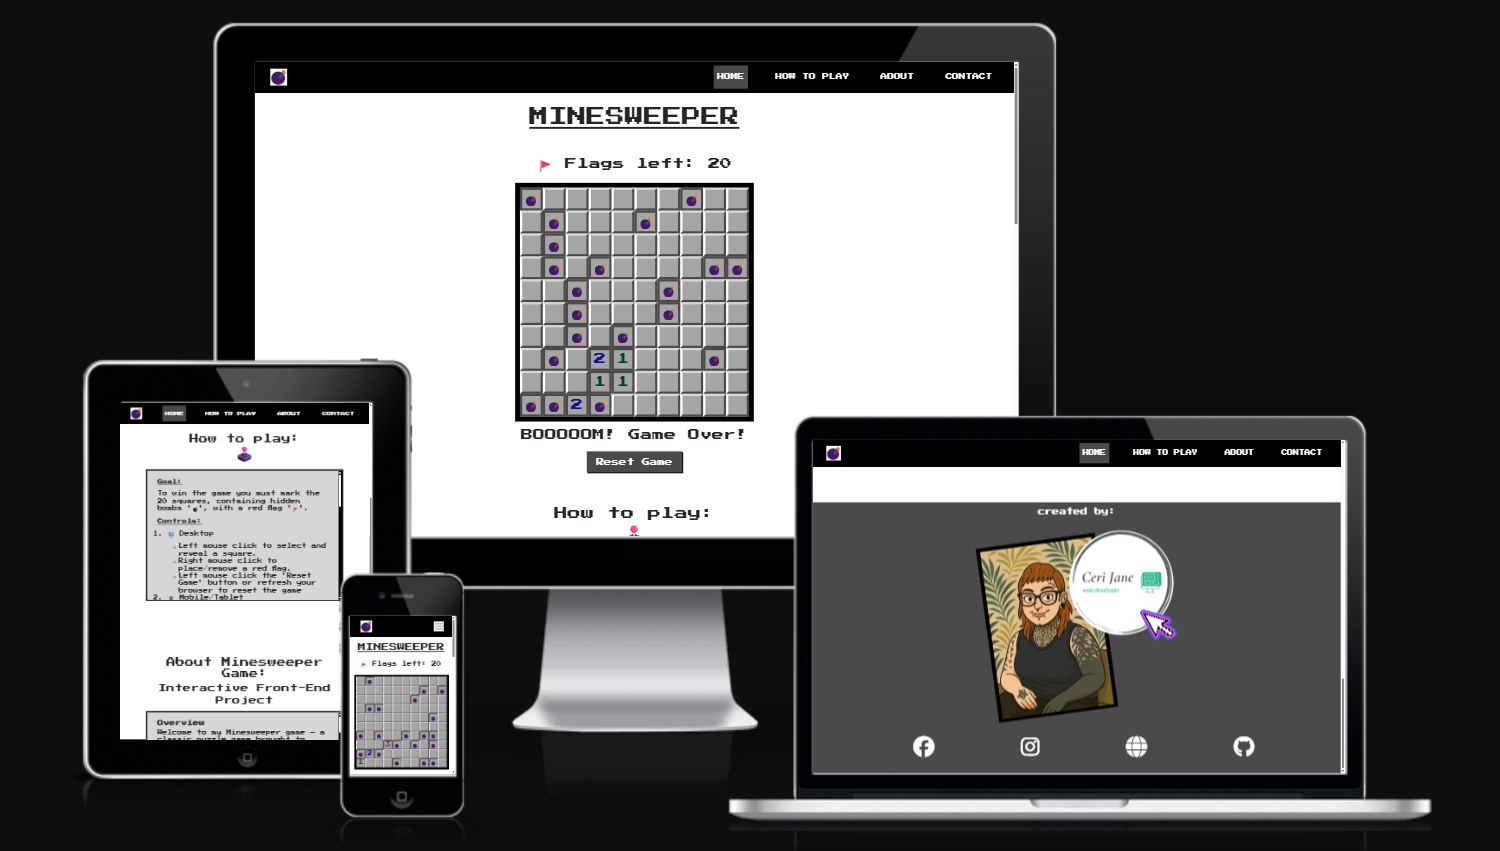 HOME HOW TO PLAY ABOUT CONTACT
MINESWEEPER
Flags left: 20
2 1
1 1
2
BOOOOOM! Game Over!
Reset Game
How to play:
HOME HOW TO PLAY ABOUT CONTACT
How to play:
Goal:
To win the game you must mark the
20 squares, containing hidden
bombs ' ', with a red flag ' '.
Controls:
1. Desktop
Left mouse click to select and
reveal a square.
Right mouse click to
place/remove a red flag.
Left mouse click the 'Reset
Game' button or refresh your
brouser to reset the game
2. Mobile/Tablet
About Minesweeper
Game:
Interactive Front-End
Project
Overview
Welcome to my Minesweeper game – a
classic puzzle game brought to
MINESWEEPER
Flags left: 20
3
2
1
HOME HOW TO PLAY ABOUT CONTACT
created by:
Ceri Jane
web developer